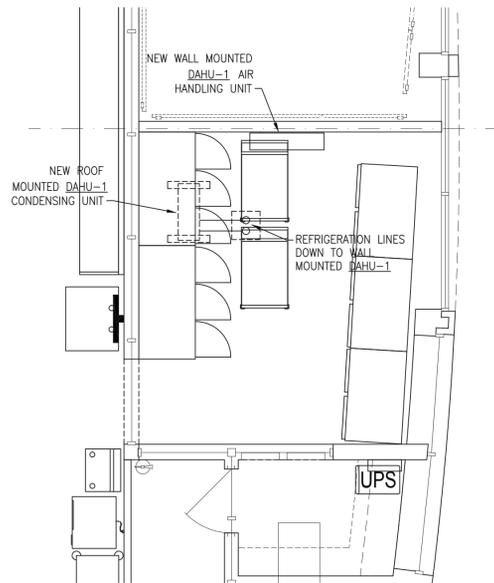 NEW WALL MOUNTED
DAHU-1 AIR
HANDLING UNIT
NEW ROOF
MOUNTED DAHU-1
CONDENSING UNIT
REFRIGERATION LINES
DOWN TO WALL
MOUNTED DAHU-1
UPS